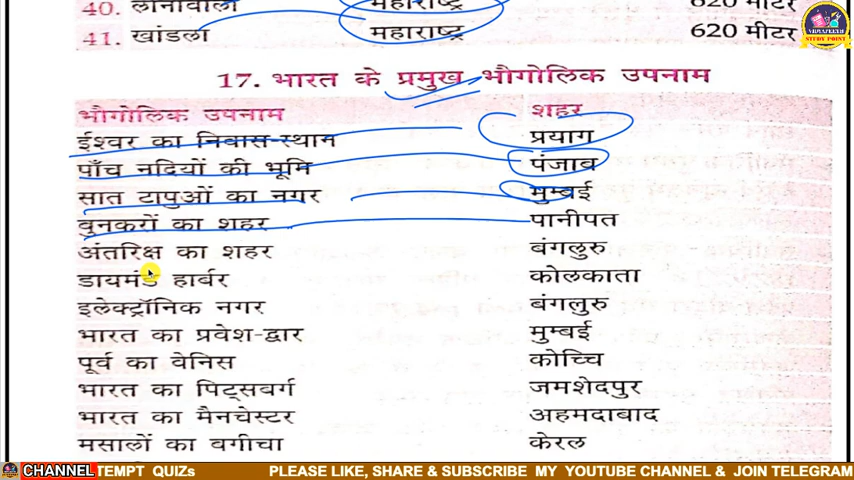 40. लोनावाला महाराष्ट्र 620 मीटर
41. खांडला महाराष्ट्र 620 मीटर
17. भारत के प्रमुख भौगोलिक उपनाम
भौगोलिक उपनाम शहर
ईश्वर का निवास-स्थान प्रयाग
पाँच नदियों की भूमि पंजाब
सात टापुओं का नगर मुम्बई
बुनकरों का शहर पानीपत
अंतरिक्ष का शहर बंगलुरु
डायमंड हार्बर कोलकाता
इलेक्ट्रॉनिक नगर बंगलुरु
भारत का प्रवेश-द्वार मुम्बई
पूर्व का वेनिस कोच्चि
भारत का पिट्सबर्ग जमशेदपुर
भारत का मैनचेस्टर अहमदाबाद
मसालों का बगीचा केरल
CHANNEL TEMPT QUIZs PLEASE LIKE, SHARE & SUBSCRIBE MY YOUTUBE CHANNEL & JOIN TELEGRAM